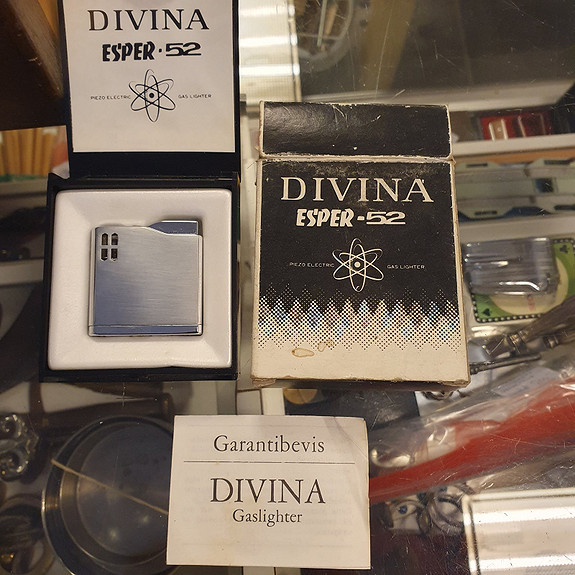 DIVINA
ESPER-52
PIEZO ELECTRIC GAS LIGHTER
DIVINA
ESPER-52
PIEZO ELECTRIC GAS LIGHTER
Garantibevis
DIVINA
Gaslighter